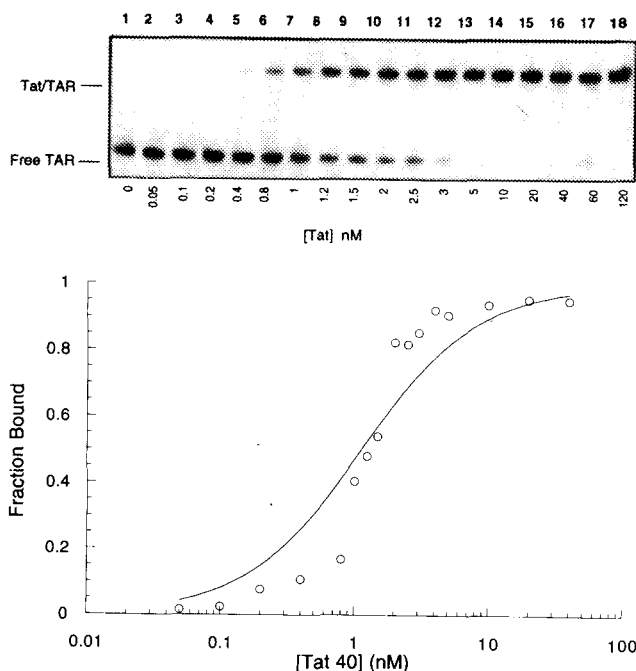 1 2 3 4 5 6 7 8 9 10 11 12 13 14 15 16 17 18
Tat/TAR
Free TAR
0 0.05 0.1 0.2 0.4 0.8 1 1.2 1.5 2 2.5 3 5 10 20 40 60 120
[Tat] nM
1
0.8
0.6
0.4
0.2
0
Fraction Bound
0.01 0.1 1 10 100
[Tat 40] (nM)